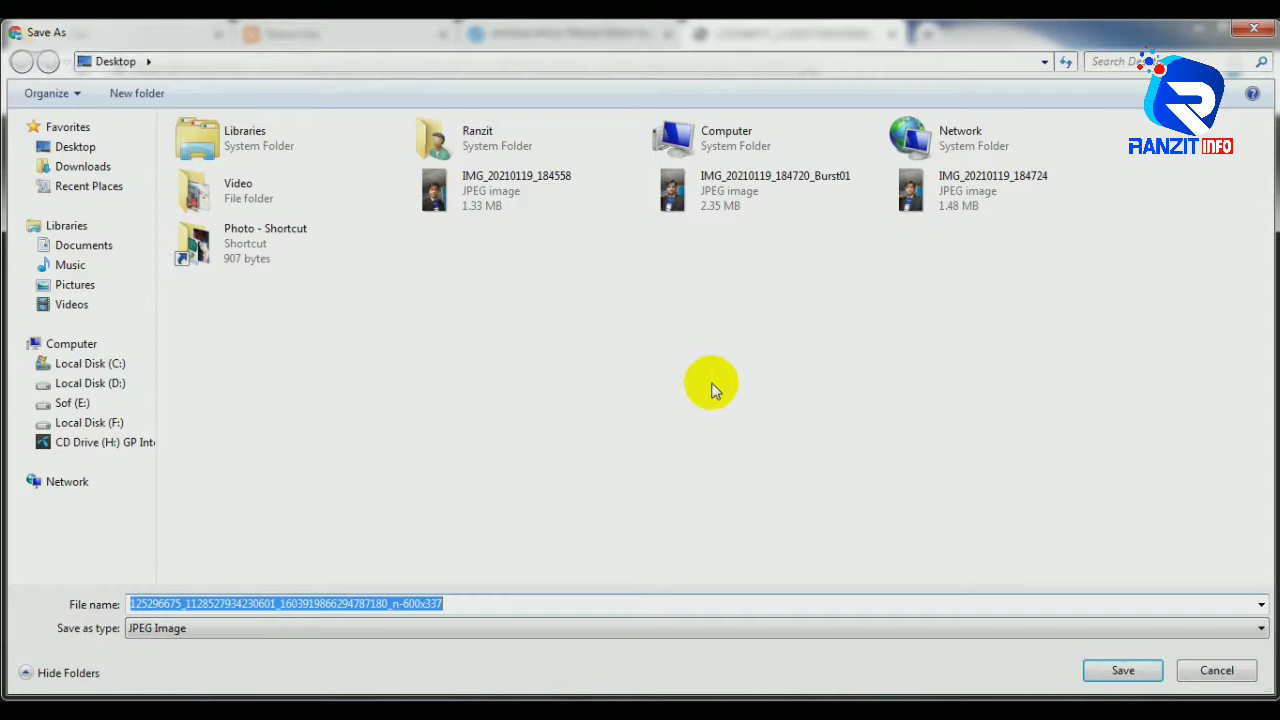 Save As
Desktop
Search Des
Organize
New folder
RANZIT INFO
Favorites
Desktop
Downloads
Recent Places
Libraries
Documents
Music
Pictures
Videos
Computer
Local Disk (C:)
Local Disk (D:)
Sof (E:)
Local Disk (F:)
CD Drive (H:) GP Inte
Network
Libraries
System Folder
Ranzit
System Folder
Computer
System Folder
Network
System Folder
Video
File folder
IMG_20210119_184558
JPEG image
1.33 MB
IMG_20210119_184720_Burst01
JPEG image
2.35 MB
IMG_20210119_184724
JPEG image
1.48 MB
Photo - Shortcut
Shortcut
907 bytes
File name: 125296675_1128527934230601_1603919866294787180_n-600x337
Save as type: JPEG Image
Hide Folders
Save
Cancel